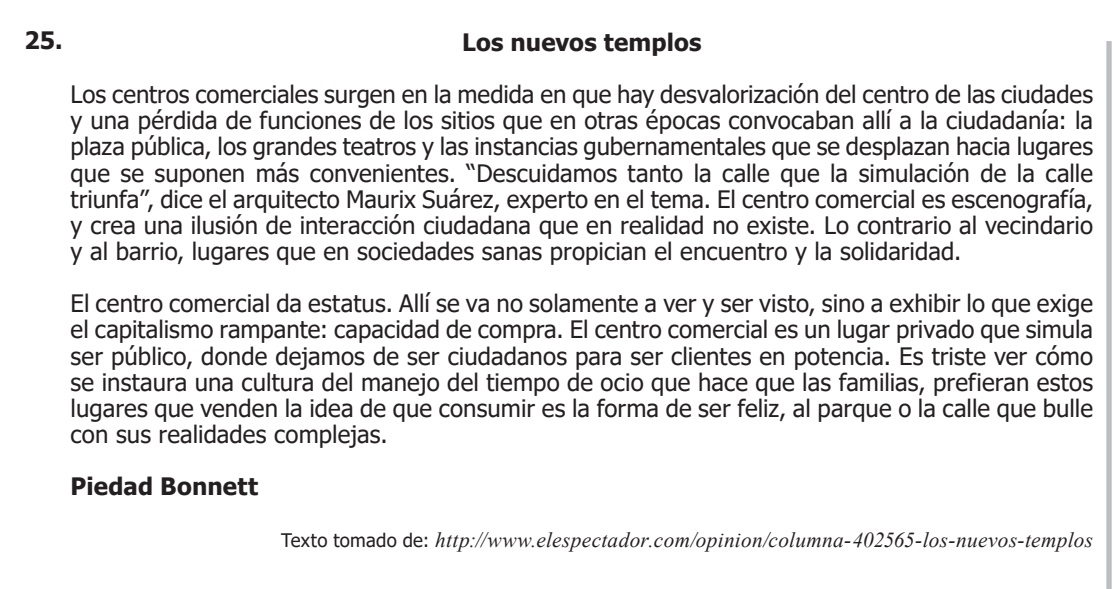 25.
Los nuevos templos
Los centros comerciales surgen en la medida en que hay desvalorización del centro de las ciudades
y una pérdida de funciones de los sitios que en otras épocas convocaban allí a la ciudadanía: la
plaza pública, los grandes teatros y las instancias gubernamentales que se desplazan hacia lugares
que se suponen más convenientes. “Descuidamos tanto la calle que la simulación de la calle
triunfa”, dice el arquitecto Maurix Suárez, experto en el tema. El centro comercial es escenografía,
y crea una ilusión de interacción ciudadana que en realidad no existe. Lo contrario al vecindario
y al barrio, lugares que en sociedades sanas propician el encuentro y la solidaridad.
El centro comercial da estatus. Allí se va no solamente a ver y ser visto, sino a exhibir lo que exige
el capitalismo rampante: capacidad de compra. El centro comercial es un lugar privado que simula
ser público, donde dejamos de ser ciudadanos para ser clientes en potencia. Es triste ver cómo
se instaura una cultura del manejo del tiempo de ocio que hace que las familias, prefieran estos
lugares que venden la idea de que consumir es la forma de ser feliz, al parque o la calle que bulle
con sus realidades complejas.
Piedad Bonnett
Texto tomado de: http://www.elespectador.com/opinion/columna-402565-los-nuevos-templos